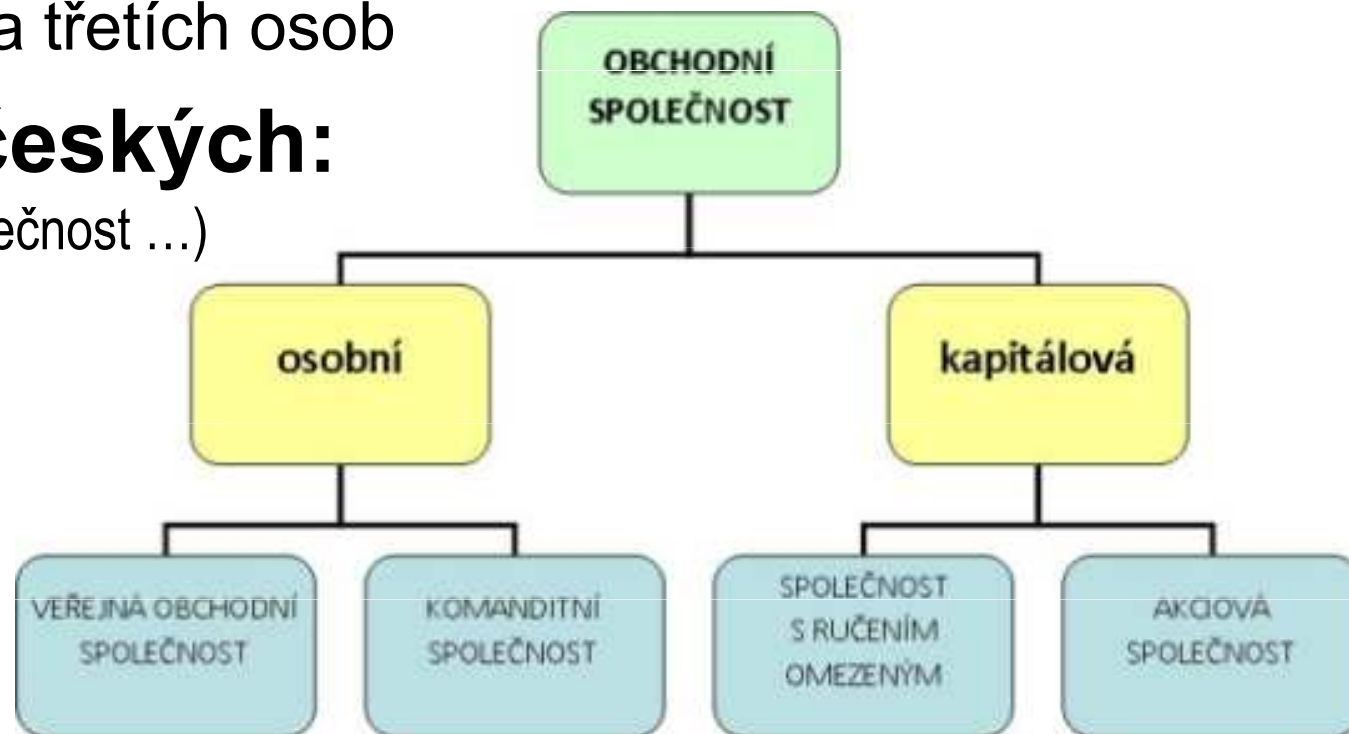 a třetích osob
českých:
ečnost …)
OBCHODNÍ
SPOLEČNOST
osobní
kapitálová
VEŘEJNÁ OBCHODNÍ
SPOLEČNOST
KOMANDITNÍ
SPOLEČNOST
SPOLEČNOST
S RUČENÍM
OMEZENÝM
AKCIOVÁ
SPOLEČNOST